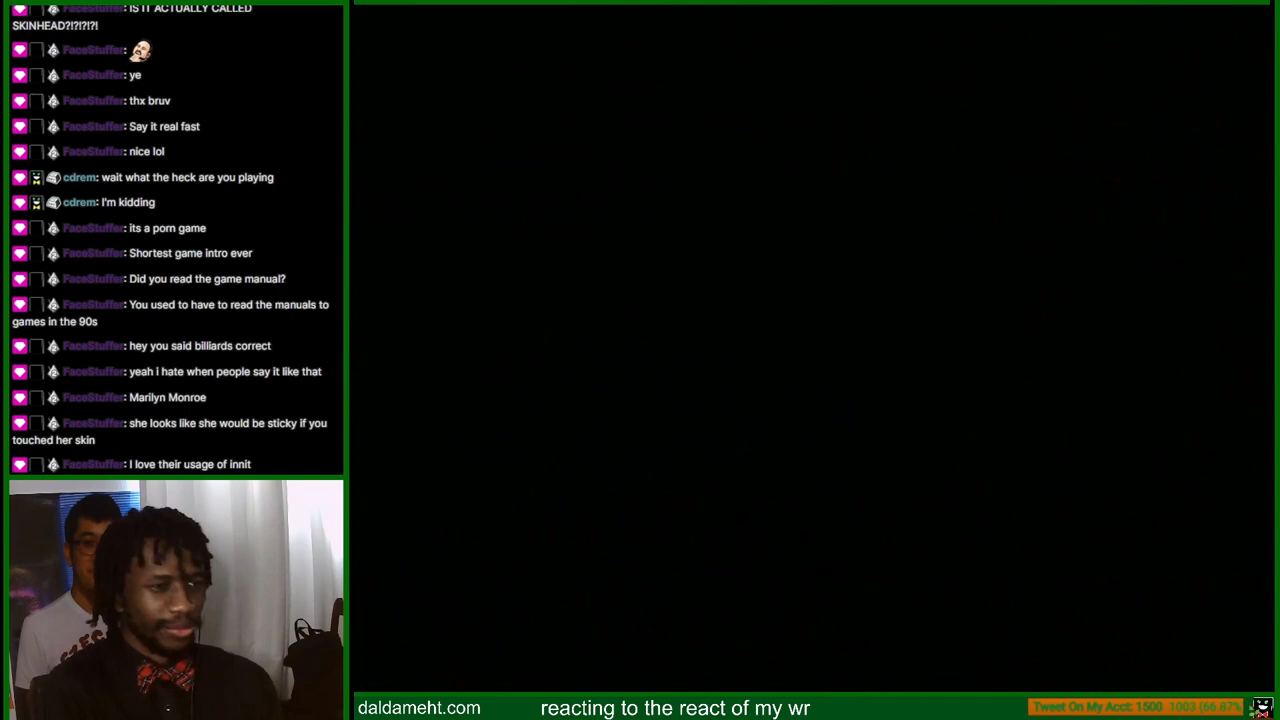 FaceStuffer: IS IT ACTUALLY CALLED
SKINHEAD?!?!?!?!
FaceStuffer:
FaceStuffer: ye
FaceStuffer: thx bruv
FaceStuffer: Say it real fast
FaceStuffer: nice lol
cdrem: wait what the heck are you playing
cdrem: I'm kidding
FaceStuffer: its a porn game
FaceStuffer: Shortest game intro ever
FaceStuffer: Did you read the game manual?
FaceStuffer: You used to have to read the manuals to
games in the 90s
FaceStuffer: hey you said billiards correct
FaceStuffer: yeah i hate when people say it like that
FaceStuffer: Marilyn Monroe
FaceStuffer: she looks like she would be sticky if you
touched her skin
FaceStuffer: I love their usage of innit
daldameht.com
reacting to the react of my wr
Tweet On My Acct: 1500 1003 (66.87%)